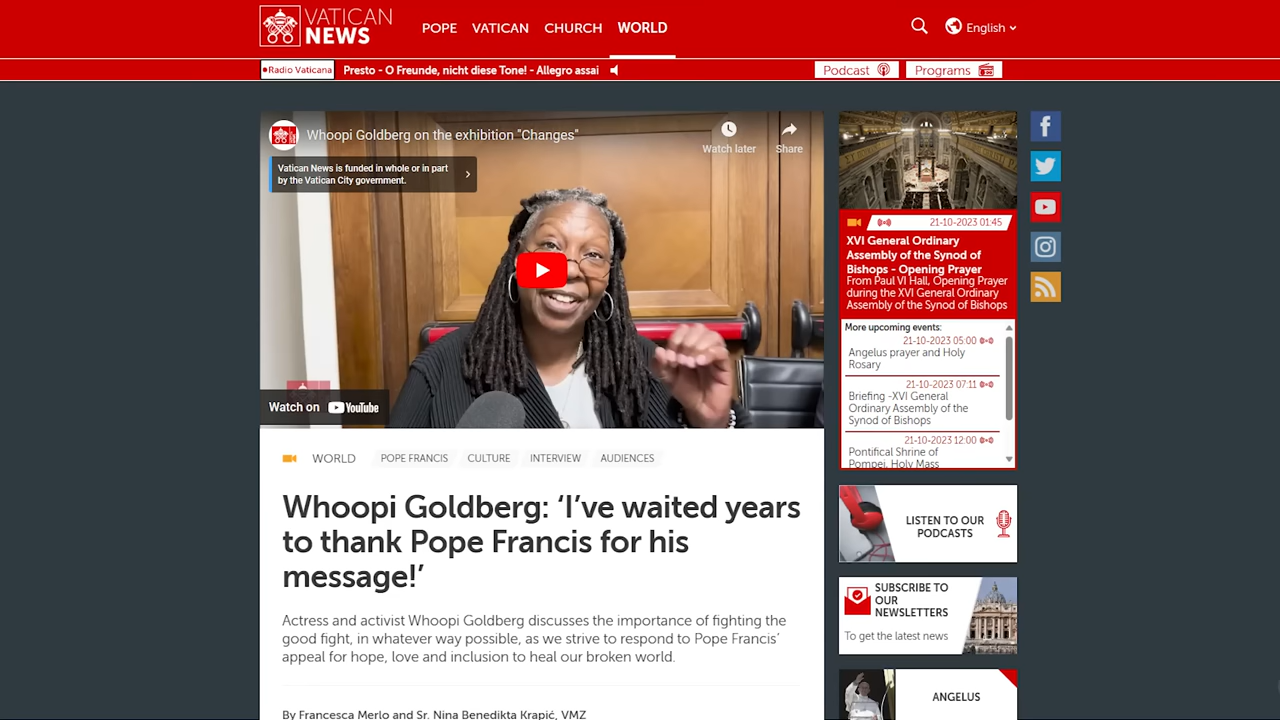 VATICAN
NEWS
POPE
VATICAN
CHURCH
WORLD
English
Radio Vaticana
Presto - O Freunde, nicht diese Tone! - Allegro assai
Podcast
Programs
Whoopi Goldberg on the exhibition "Changes"
Watch later
Share
Vatican News is funded in whole or in part
by the Vatican City government.
Watch on YouTube
WORLD
POPE FRANCIS
CULTURE
INTERVIEW
AUDIENCES
Whoopi Goldberg: ‘I’ve waited years
to thank Pope Francis for his
message!’
Actress and activist Whoopi Goldberg discusses the importance of fighting the
good fight, in whatever way possible, as we strive to respond to Pope Francis’
appeal for hope, love and inclusion to heal our broken world.
By Francesca Merlo and Sr. Nina Benedikta Krapić, VMZ
21-10-2023 01:45
XVI General Ordinary
Assembly of the Synod of
Bishops - Opening Prayer
From Paul VI Hall, Opening Prayer
during the XVI General Ordinary
Assembly of the Synod of Bishops
More upcoming events:
21-10-2023 05:00
Angelus prayer and Holy
Rosary
21-10-2023 07:11
Briefing -XVI General
Ordinary Assembly of the
Synod of Bishops
21-10-2023 12:00
Pontifical Shrine of
Pompei, Holy Mass
LISTEN TO OUR
PODCASTS
SUBSCRIBE TO
OUR
NEWSLETTERS
To get the latest news
ANGELUS